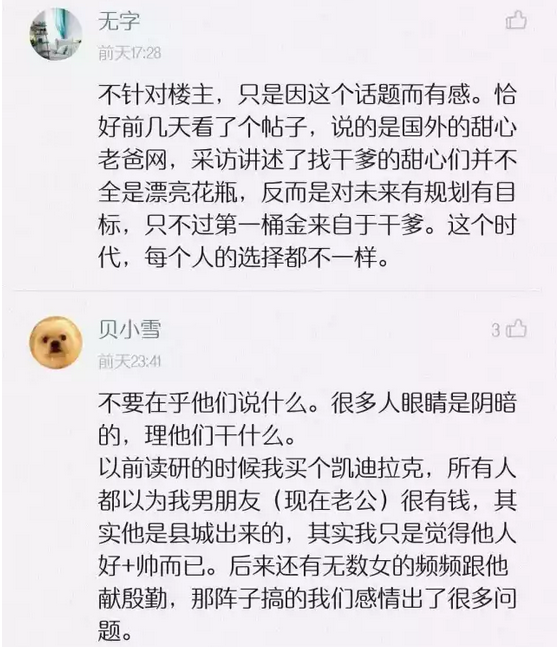 无字
前天17:28
不针对楼主，只是因这个话题而有感。恰
好前几天看了个帖子，说的是国外的甜心
老爸网，采访讲述了找干爹的甜心们并不
全是漂亮花瓶，反而是对未来有规划有目
标，只不过第一桶金来自于干爹。这个时
代，每个人的选择都不一样。
贝小雪
3
前天23:41
不要在乎他们说什么。很多人眼睛是阴暗
的，理他们干什么。
以前读研的时候我买个凯迪拉克，所有人
都以为我男朋友（现在老公）很有钱，其
实他是县城出来的，其实我只是觉得他人
好+帅而已。后来还有无数女的频频跟他
献殷勤，那阵子搞的我们感情出了很多问
题。